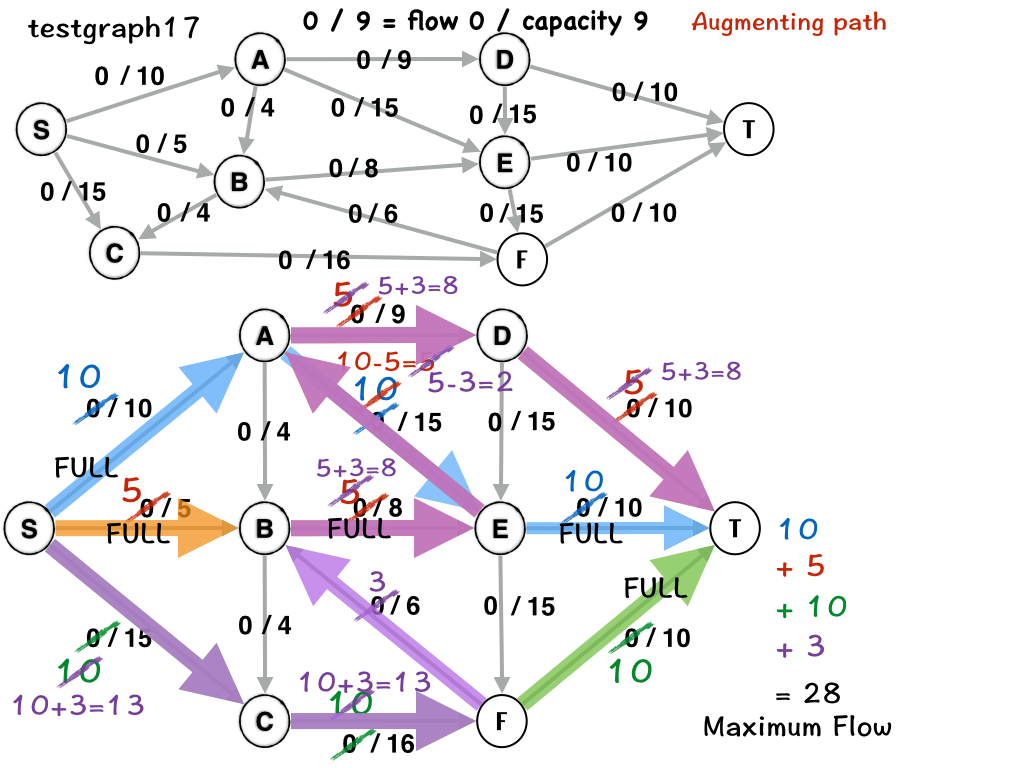 testgraph17
0 / 9 = flow 0 / capacity 9
Augmenting path
A
D
0 / 9
0 / 10
0 / 10
0 / 4
0 / 15
0 / 15
S
T
0 / 5
E
0 / 8
0 / 10
B
0 / 15
0 / 4
0 / 6
0 / 15
0 / 10
C
0 / 16
F
5
5+3=8
0 / 9
A
D
10
10-5=5
5
5+3=8
10
5-3=2
0 / 10
0 / 10
0 / 15
0 / 15
0 / 4
FULL
5+3=8
5
5
10
0 / 5
0 / 8
0 / 10
S
FULL
B
FULL
E
FULL
T
10
+ 5
3
FULL
0 / 6
0 / 15
+ 10
0 / 4
0 / 15
0 / 10
+ 3
10
10
10+3=13
10+3=13
10
= 28
C
F
0 / 16
Maximum Flow